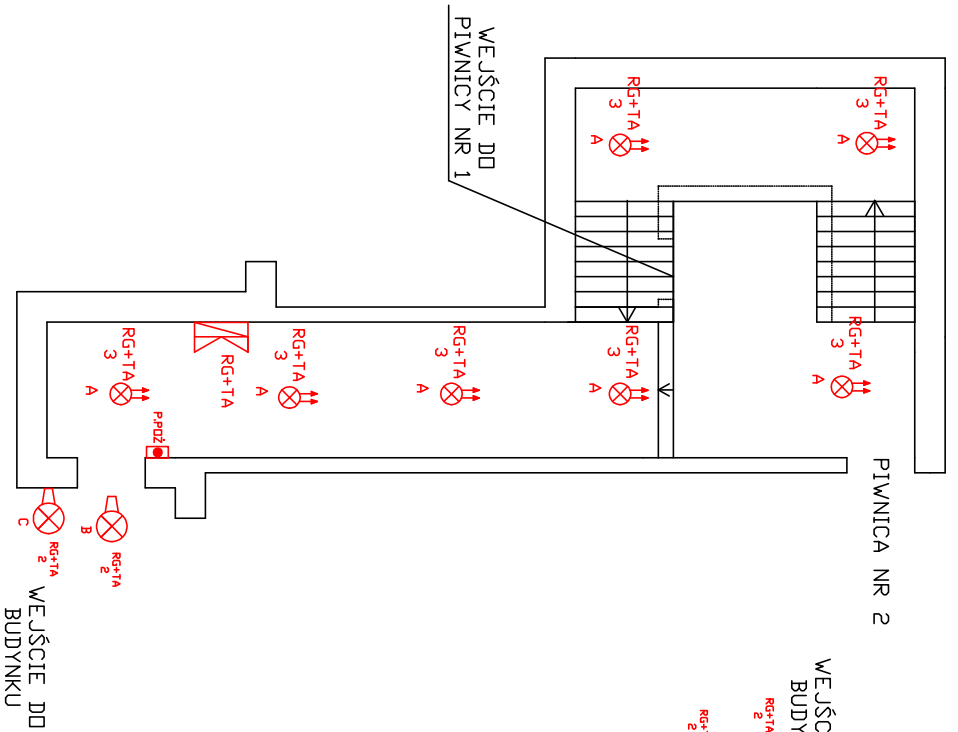 WEJŚCIE DO
PIWNICY NR 1
RG+TA
3
A
RG+TA
3
A
RG+TA
3
A
RG+TA
3
A
RG+TA
3
A
RG+TA
3
A
RG+TA
RG+TA
3
A
P.POŻ
PIWNICA NR 2
B
RG+TA
2
C
RG+TA
2
WEJŚCIE DO
BUDYNKU
RG+TA
2
2